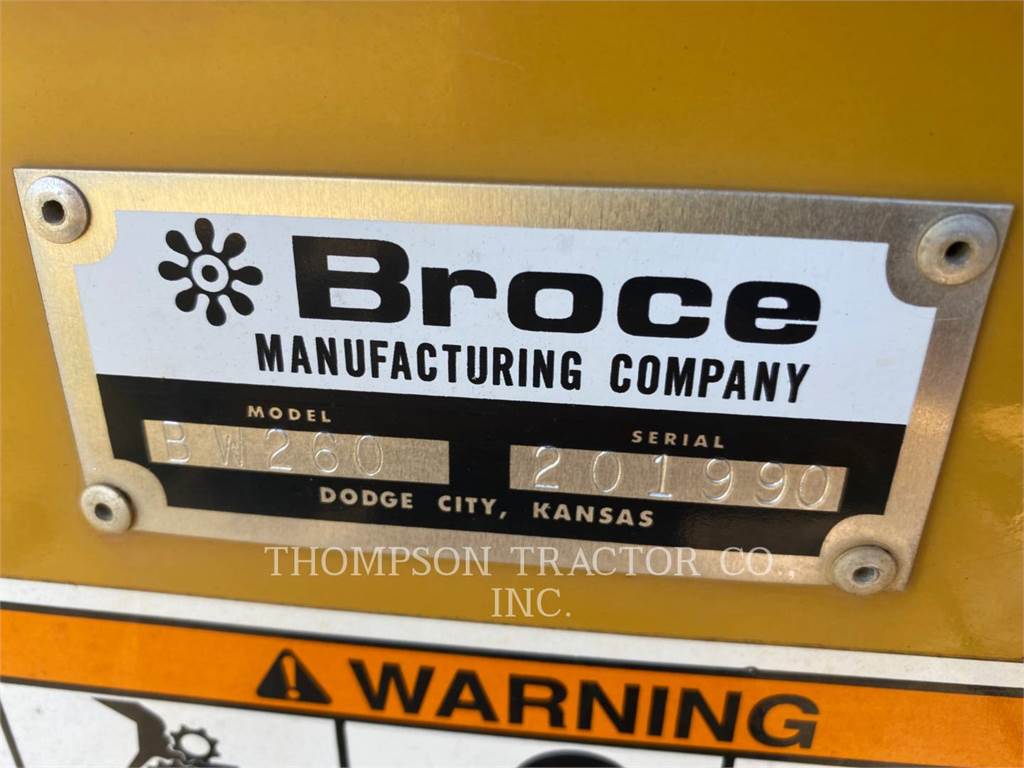 Broce
MANUFACTURING COMPANY
MODEL
SERIAL
BW260
201990
DODGE CITY, KANSAS
THOMPSON TRACTOR CO.,
INC.
WARNING